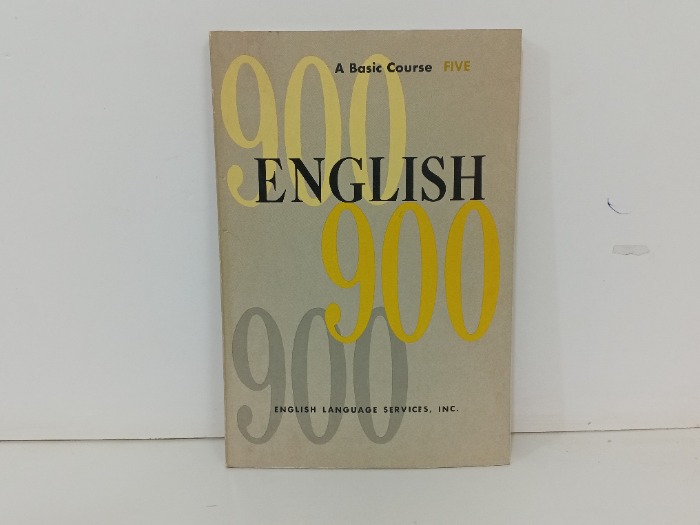 A Basic Course FIVE
900
ENGLISH
900
900
ENGLISH LANGUAGE SERVICES, INC.